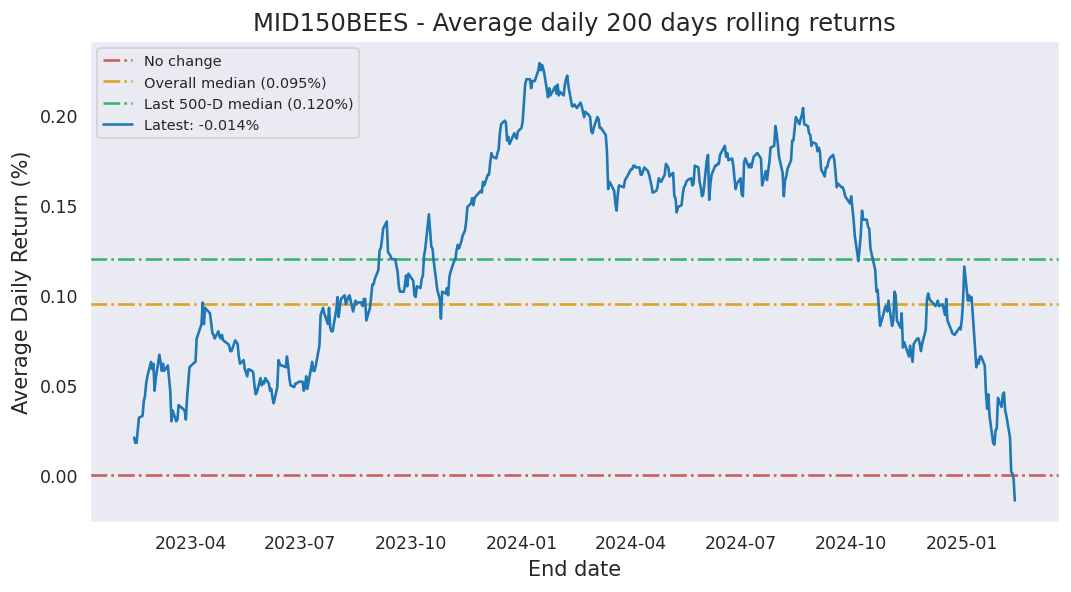 MID150BEES - Average daily 200 days rolling returns
No change
Overall median (0.095%)
Last 500-D median (0.120%)
Latest: -0.014%
Average Daily Return (%)
0.20
0.15
0.10
0.05
0.00
2023-04 2023-07 2023-10 2024-01 2024-04 2024-07 2024-10 2025-01
End date